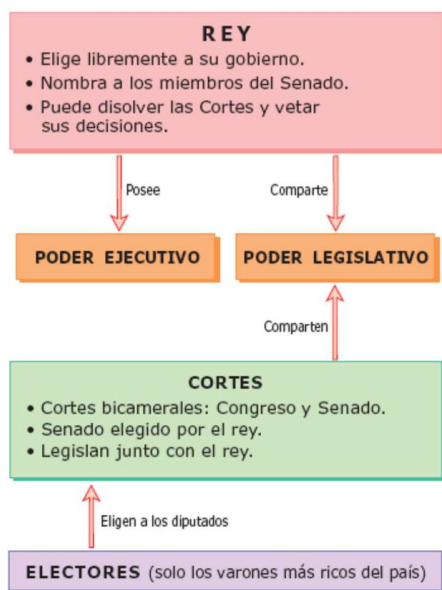 REY
• Elige libremente a su gobierno.
• Nombra a los miembros del Senado.
• Puede disolver las Cortes y vetar
sus decisiones.
Posee
Comparte
PODER EJECUTIVO
PODER LEGISLATIVO
Comparten
CORTES
• Cortes bicamerales: Congreso y Senado.
• Senado elegido por el rey.
• Legislan junto con el rey.
Eligen a los diputados
ELECTORES (solo los varones más ricos del país)